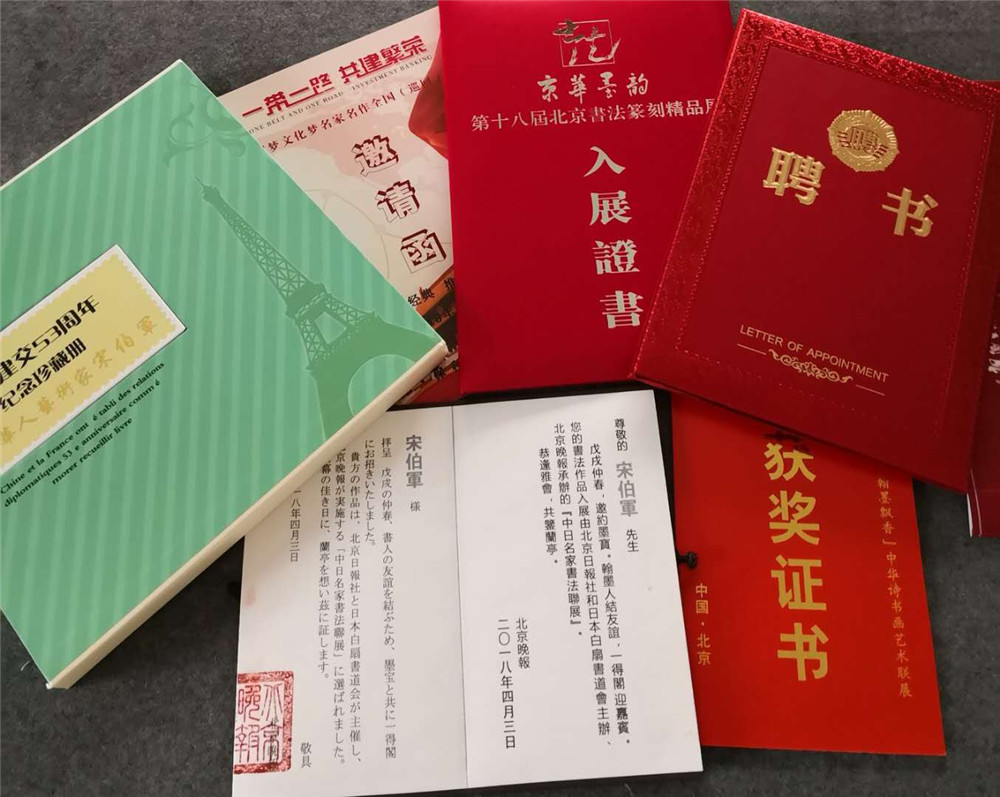 建交53周年
纪念珍藏册
華人藝術家宋伯軍
Chine et la France ont é tabli des relations
diplomatiques 53 e anniversaire comm é
morer recueillir livre
一带一路 共建繁荣
ONE BELT AND ONE ROAD INVESTMENT BANKING
梦文化梦名家名作全国（巡
邀请函
经典
京華墨韵
第十八届北京書法篆刻精品展
入展證書
聘书
LETTER OF APPOINTMENT
尊敬的 宋伯軍 先生
戊戌仲春，邀約墨寶。翰墨人結友誼，一得閣迎嘉賓。
您的書法作品入展由北京日報社和日本白扇書道會主辦、
北京晚報承辦的『中日名家書法聯展』。
恭逢雅會，共鑒蘭亭。
北京晚報
二〇一八年四月三日
宋伯軍 様
拝呈 戊戌の仲春、書人の友誼を結ぶため、墨宝と共に一得閣
にお招きいたしました。
貴方の作品は、北京日報社と日本白扇書道会が主催し、
京晩報が実施する「中日名家書法聯展」に選ばれました。
幕の佳き日に、蘭亭を想い茲に証します。
敬具
八年四月三日
北京晚報
翰墨飘香」中华诗书画艺术联展
获奖证书
中国·北京